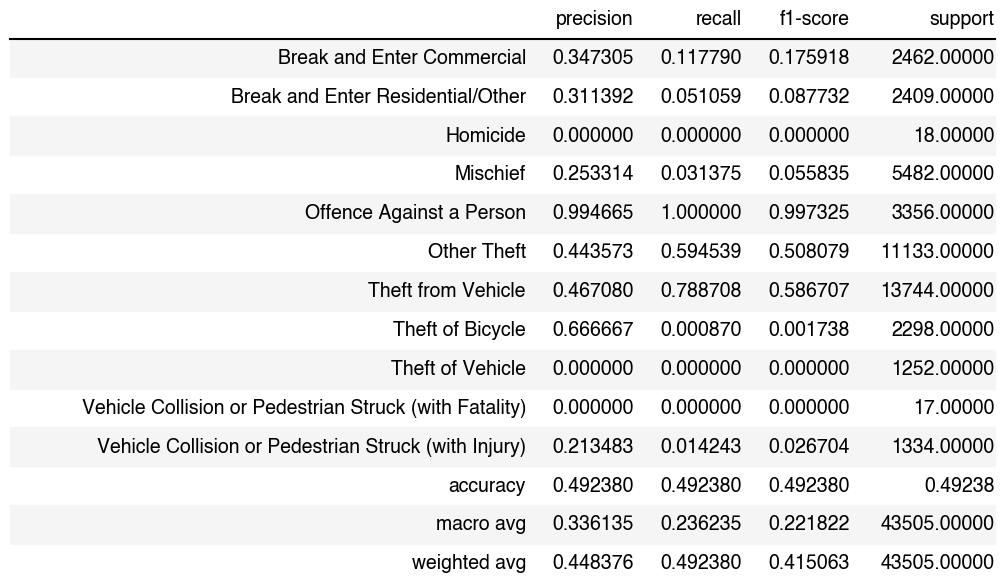 precision recall f1-score support
Break and Enter Commercial 0.347305 0.117790 0.175918 2462.00000
Break and Enter Residential/Other 0.311392 0.051059 0.087732 2409.00000
Homicide 0.000000 0.000000 0.000000 18.00000
Mischief 0.253314 0.031375 0.055835 5482.00000
Offence Against a Person 0.994665 1.000000 0.997325 3356.00000
Other Theft 0.443573 0.594539 0.508079 11133.00000
Theft from Vehicle 0.467080 0.788708 0.586707 13744.00000
Theft of Bicycle 0.666667 0.000870 0.001738 2298.00000
Theft of Vehicle 0.000000 0.000000 0.000000 1252.00000
Vehicle Collision or Pedestrian Struck (with Fatality) 0.000000 0.000000 0.000000 17.00000
Vehicle Collision or Pedestrian Struck (with Injury) 0.213483 0.014243 0.026704 1334.00000
accuracy 0.492380 0.492380 0.492380 0.49238
macro avg 0.336135 0.236235 0.221822 43505.00000
weighted avg 0.448376 0.492380 0.415063 43505.00000